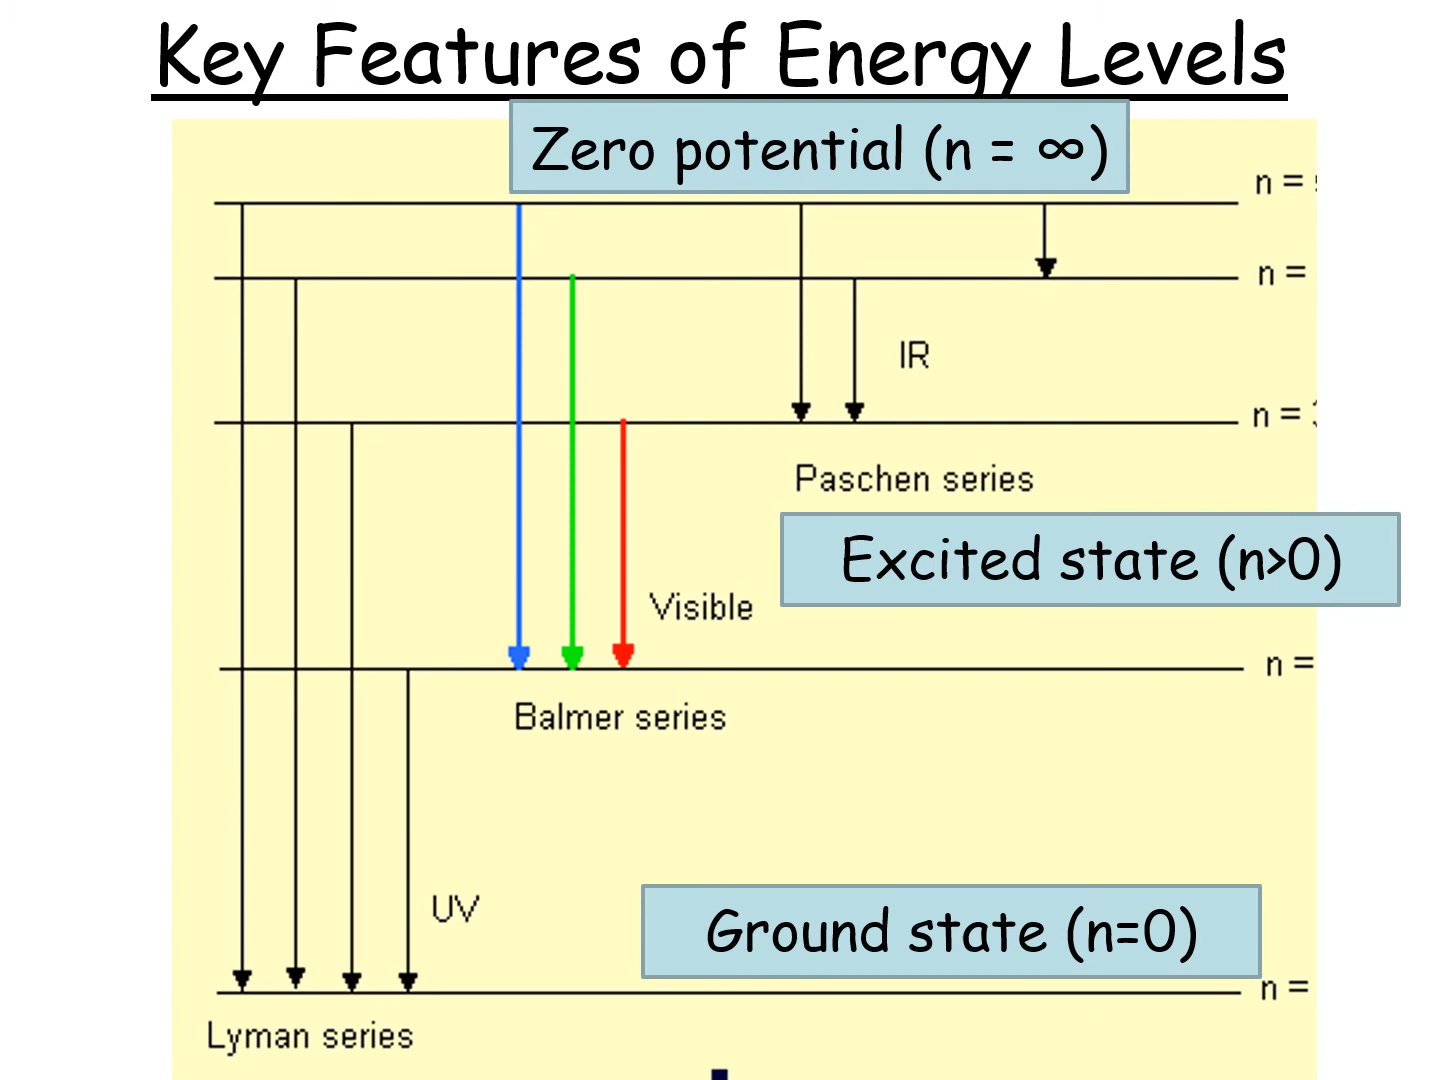 Key Features of Energy Levels
Zero potential (n = ∞)
n =
n =
IR
n = 3
Paschen series
Excited state (n>0)
Visible
n =
Balmer series
UV
Ground state (n=0)
n =
Lyman series